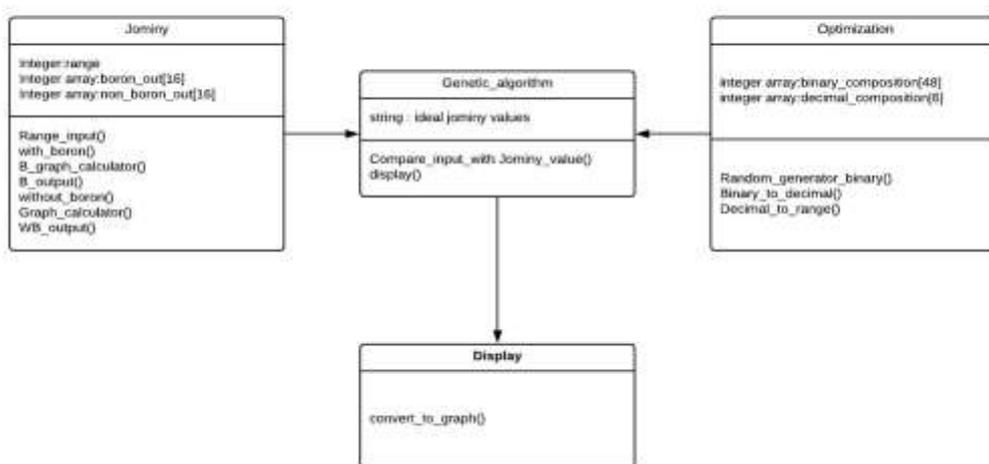 Jominy
Integer:range
Integer array:boron_out[16]
Integer array:non_boron_out[16]
Range_input()
with_boron()
B_graph_calculator()
B_output()
without_boron()
Graph_calculator()
WB_output()
Genetic_algorithm
string : ideal jominy values
Compare_input_with Jominy_value()
display()
Optimization
integer array:binary_composition[48]
integer array:decimal_composition[6]
Random_generator_binary()
Binary_to_decimal()
Decimal_to_range()
Display
convert_to_graph()